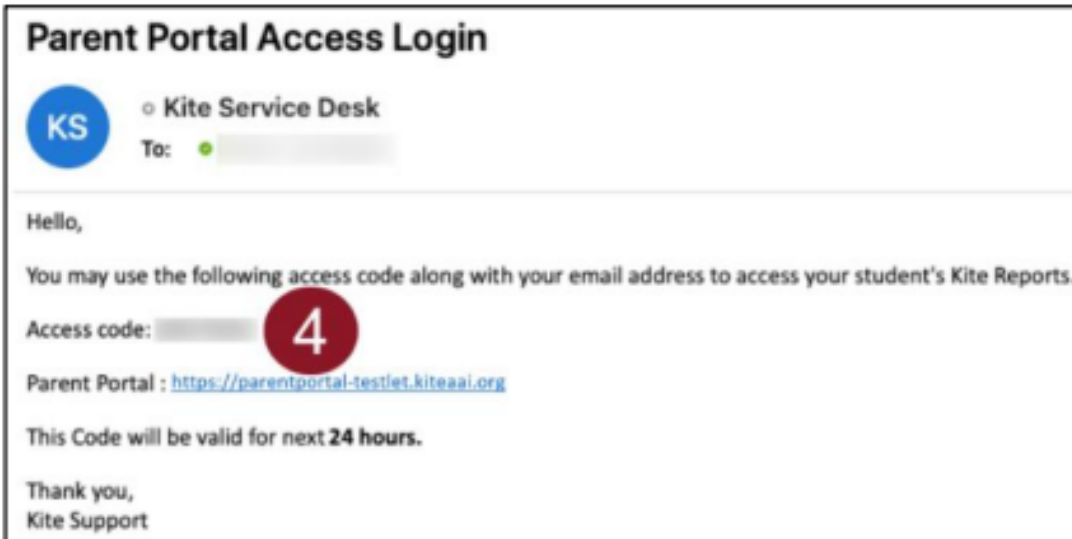 Parent Portal Access Login
KS
Kite Service Desk
To:
Hello,
You may use the following access code along with your email address to access your student's Kite Reports.
Access code:
4
Parent Portal : https://parentportal-testlet.kiteaai.org
This Code will be valid for next 24 hours.
Thank you,
Kite Support